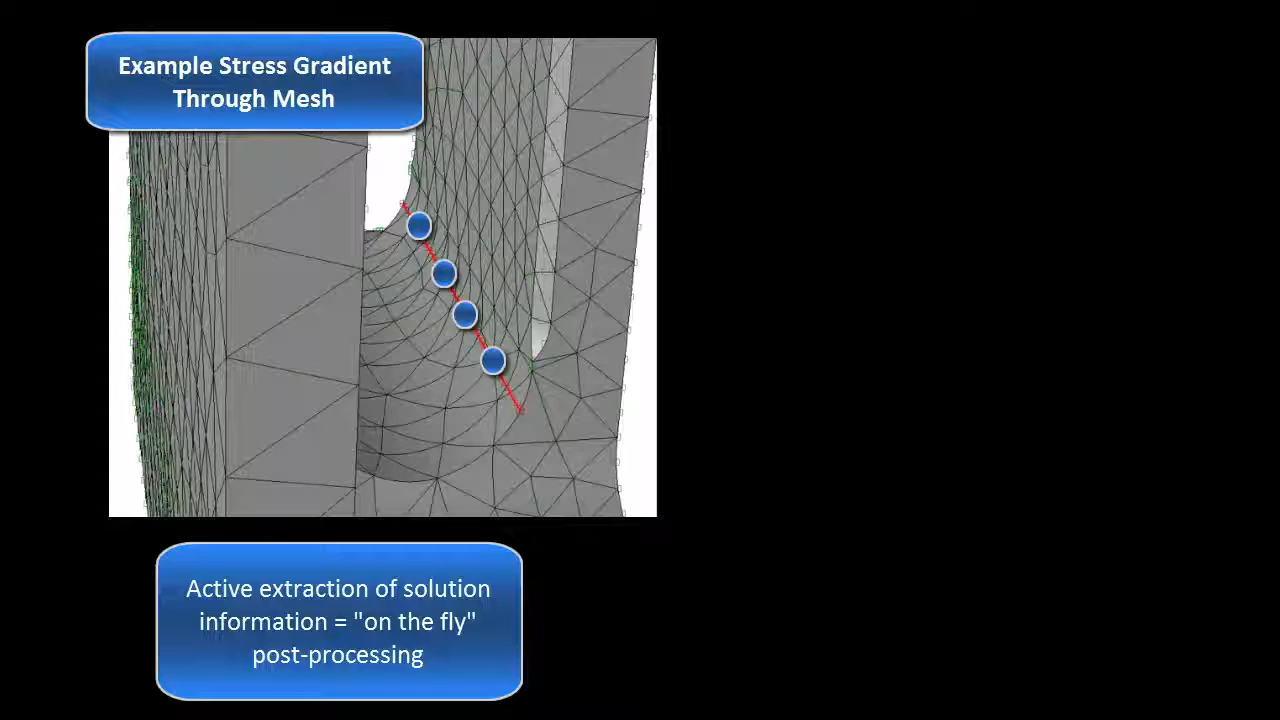 Example Stress Gradient
Through Mesh
Active extraction of solution
information = "on the fly"
post-processing